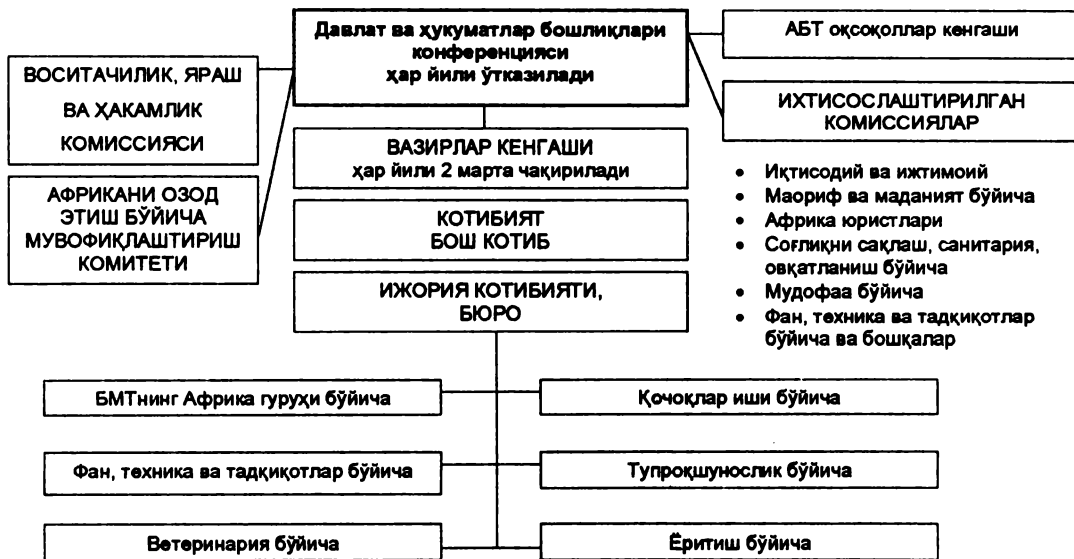 Давлат ва ҳукуматлар бошлиқлари
конференцияси
ҳар йили ўтказилади
АБТ оқсоқоллар кенгаши
ВОСИТАЧИЛИК, ЯРАШ
ВА ҲАКАМЛИК
КОМИССИЯСИ
ИХТИСОСЛАШТИРИЛГАН
КОМИССИЯЛАР
ВАЗИРЛАР КЕНГАШИ
ҳар йили 2 марта чақирилади
АФРИКАНИ ОЗОД
ЭТИШ БЎЙИЧА
МУВОФИҚЛАШТИРИШ
КОМИТЕТИ
КОТИБИЯТ
БОШ КОТИБ
ИЖОРИЯ КОТИБИЯТИ,
БЮРО
• Иқтисодий ва ижтимоий
• Маориф ва маданият бўйича
• Африка юристлари
• Соғлиқни сақлаш, санитария,
овқатланиш бўйича
• Мудофаа бўйича
• Фан, техника ва тадқиқотлар
бўйича ва бошқалар
БМТнинг Африка гуруҳи бўйича
Қочоқлар иши бўйича
Фан, техника ва тадқиқотлар бўйича
Тупроқшунослик бўйича
Ветеринария бўйича
Ёритиш бўйича